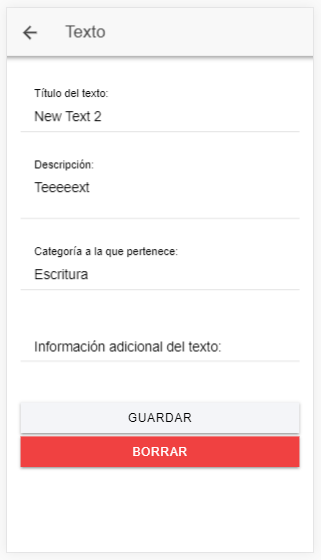 Texto
Título del texto:
New Text 2
Descripción:
Teeeeext
Categoría a la que pertenece:
Escritura
Información adicional del texto:
GUARDAR
BORRAR